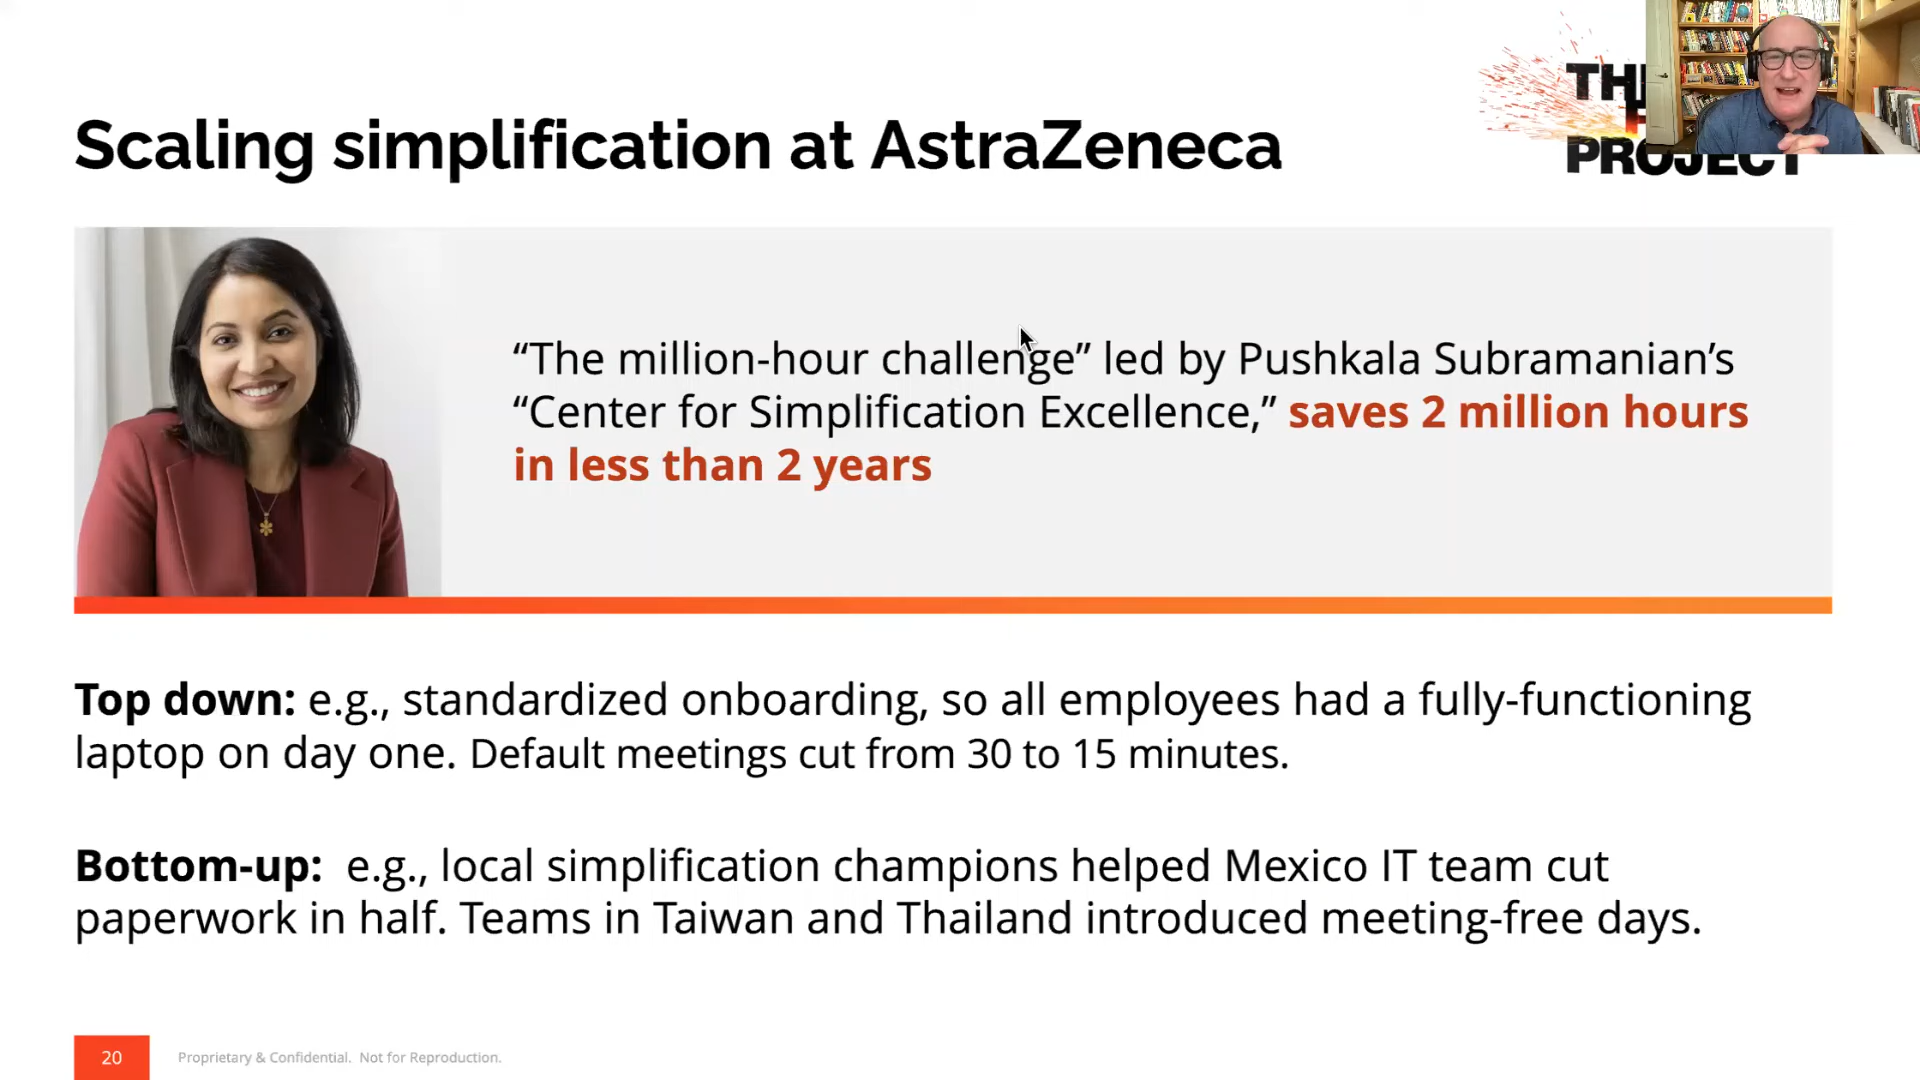 Scaling simplification at AstraZeneca
PROJECT
“The million-hour challenge” led by Pushkala Subramanian’s
“Center for Simplification Excellence,” saves 2 million hours
in less than 2 years
Top down: e.g., standardized onboarding, so all employees had a fully-functioning
laptop on day one. Default meetings cut from 30 to 15 minutes.
Bottom-up:  e.g., local simplification champions helped Mexico IT team cut
paperwork in half. Teams in Taiwan and Thailand introduced meeting-free days.
20
Proprietary & Confidential.  Not for Reproduction.